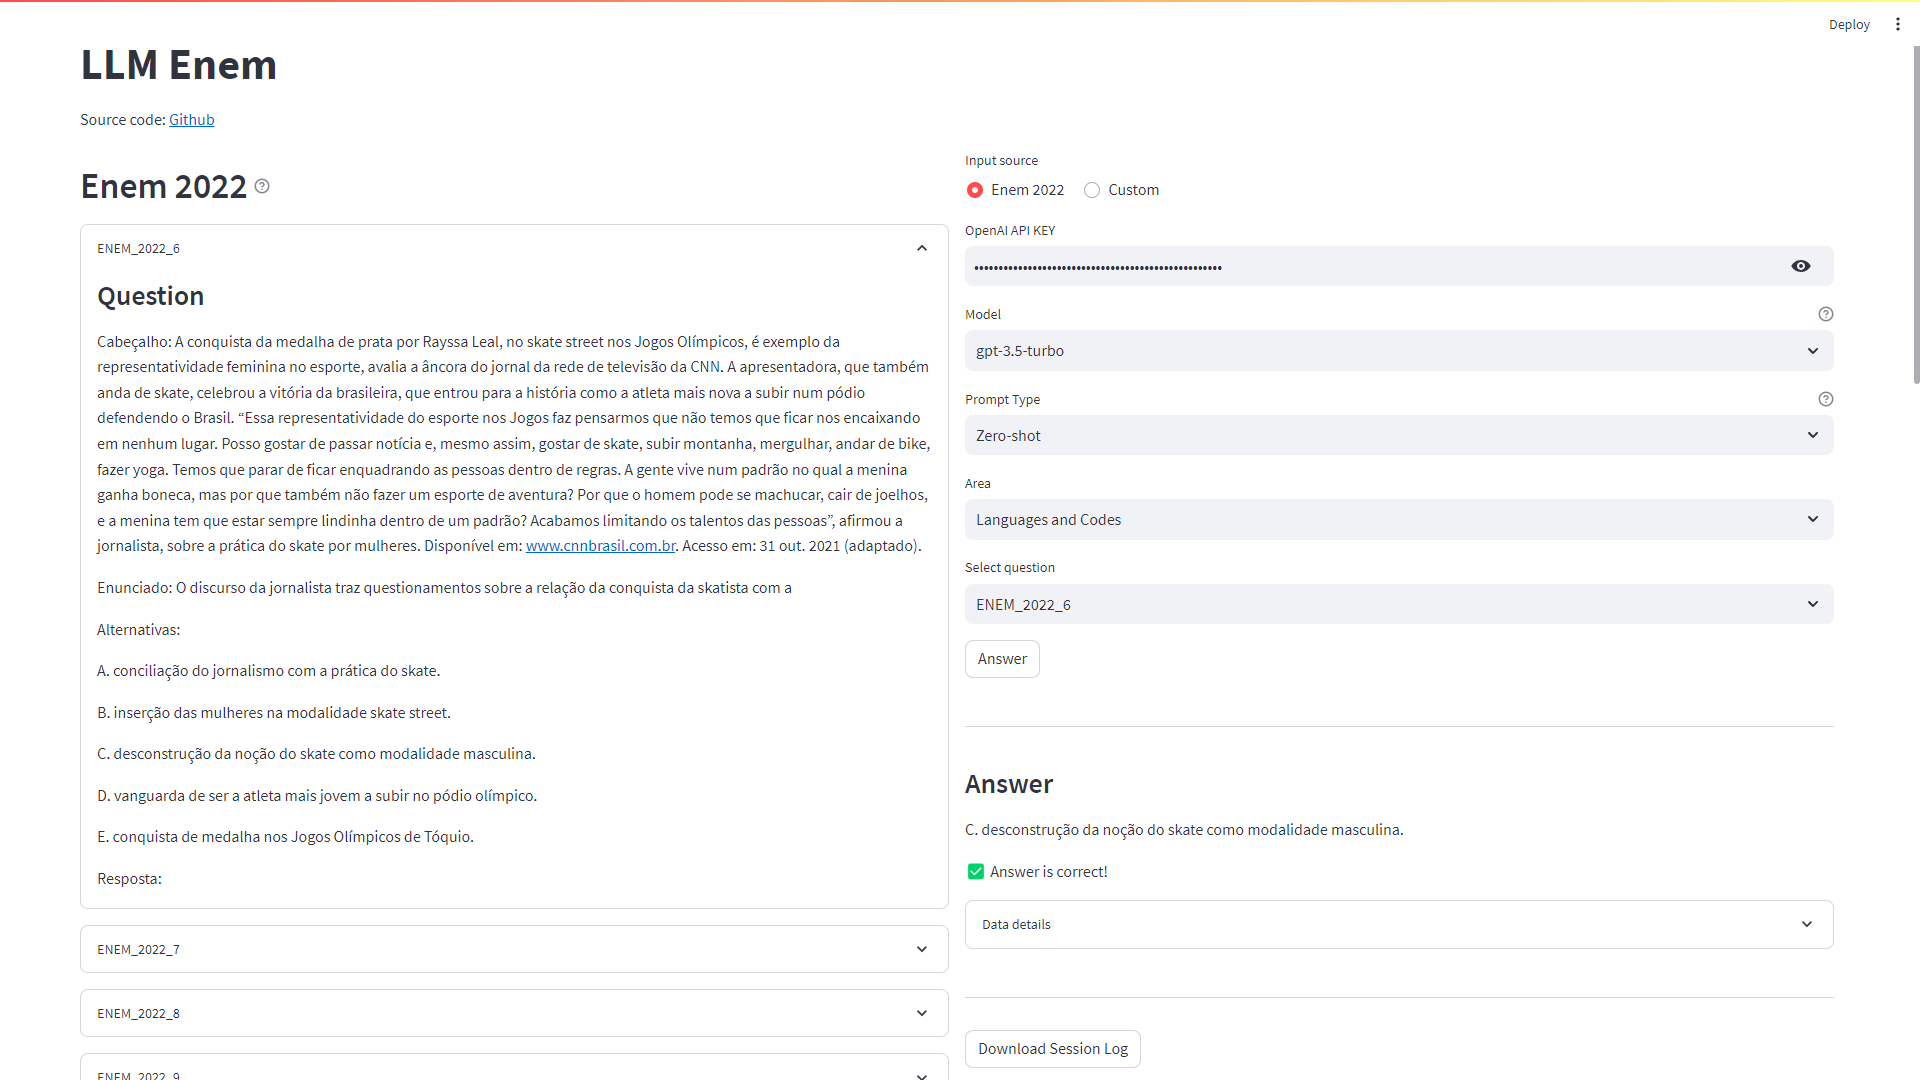 Deploy
LLM Enem
Source code: Github
Enem 2022
ENEM_2022_6
Question
Cabeçalho: A conquista da medalha de prata por Rayssa Leal, no skate street nos Jogos Olímpicos, é exemplo da
representatividade feminina no esporte, avalia a âncora do jornal da rede de televisão da CNN. A apresentadora, que também
anda de skate, celebrou a vitória da brasileira, que entrou para a história como a atleta mais nova a subir num pódio
defendendo o Brasil. “Essa representatividade do esporte nos Jogos faz pensarmos que não temos que ficar nos encaixando
em nenhum lugar. Posso gostar de passar notícia e, mesmo assim, gostar de skate, subir montanha, mergulhar, andar de bike,
fazer yoga. Temos que parar de ficar enquadrando as pessoas dentro de regras. A gente vive num padrão no qual a menina
ganha boneca, mas por que também não fazer um esporte de aventura? Por que o homem pode se machucar, cair de joelhos,
e a menina tem que estar sempre lindinha dentro de um padrão? Acabamos limitando os talentos das pessoas”, afirmou a
jornalista, sobre a prática do skate por mulheres. Disponível em: www.cnnbrasil.com.br. Acesso em: 31 out. 2021 (adaptado).
Enunciado: O discurso da jornalista traz questionamentos sobre a relação da conquista da skatista com a
Alternativas:
A. conciliação do jornalismo com a prática do skate.
B. inserção das mulheres na modalidade skate street.
C. desconstrução da noção do skate como modalidade masculina.
D. vanguarda de ser a atleta mais jovem a subir no pódio olímpico.
E. conquista de medalha nos Jogos Olímpicos de Tóquio.
Resposta:
ENEM_2022_7
ENEM_2022_8
ENEM_2022_9
Input source
Enem 2022
Custom
OpenAI API KEY
Model
gpt-3.5-turbo
Prompt Type
Zero-shot
Area
Languages and Codes
Select question
ENEM_2022_6
Answer
Answer
C. desconstrução da noção do skate como modalidade masculina.
Answer is correct!
Data details
Download Session Log